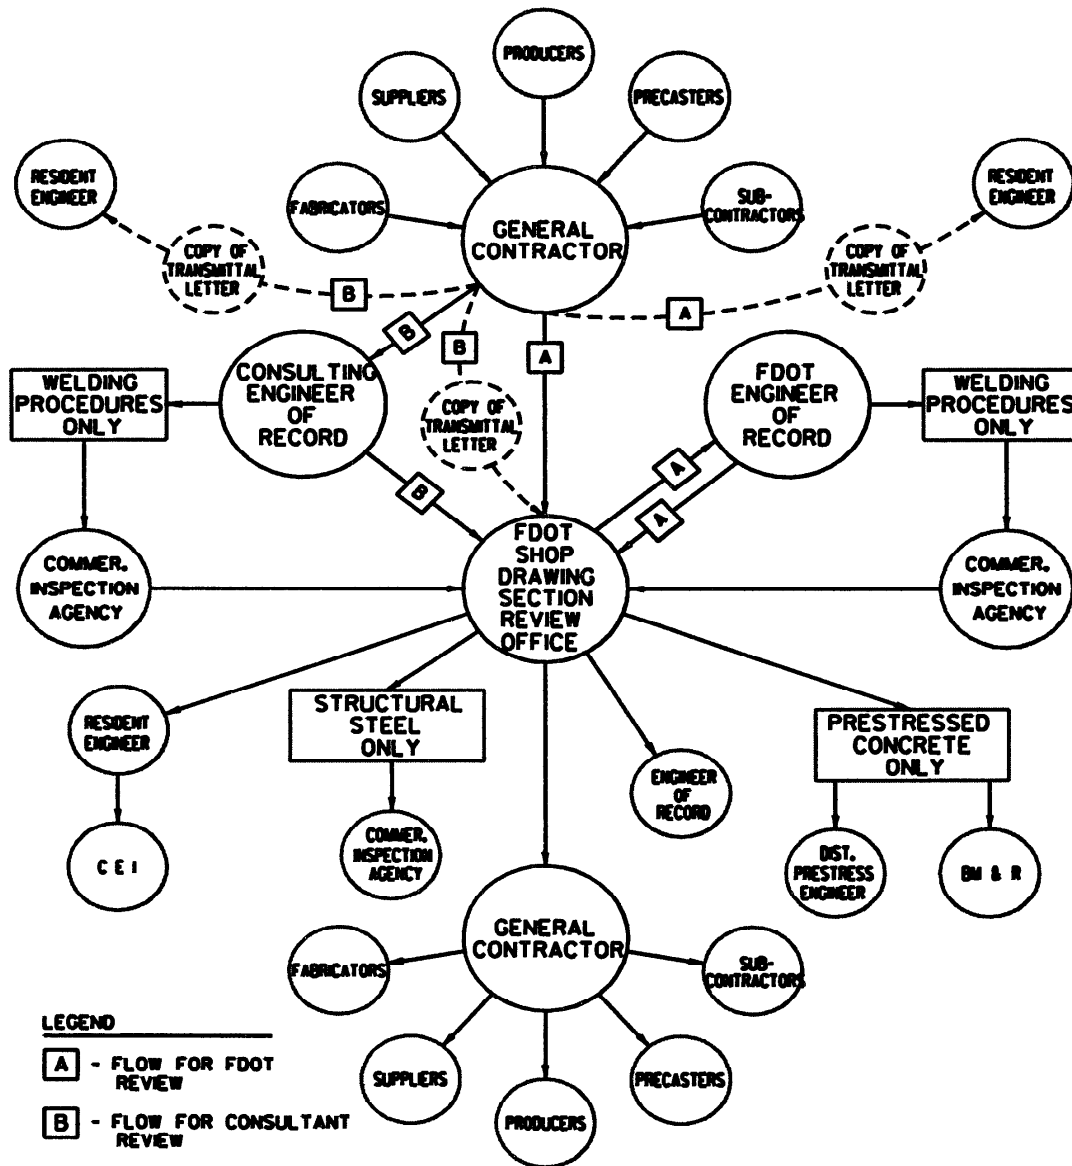 PRODUCERS
SUPPLIERS
PRECASTERS
RESIDENT
ENGINEER
RESIDENT
ENGINEER
FABRICATORS
SUB-
CONTRACTORS
GENERAL
CONTRACTOR
COPY OF
TRANSMITTAL
LETTER
COPY OF
TRANSMITTAL
LETTER
B
A
B
B
A
CONSULTING
ENGINEER
OF
RECORD
FDOT
ENGINEER
OF
RECORD
WELDING
PROCEDURES
ONLY
WELDING
PROCEDURES
ONLY
COPY OF
TRANSMITTAL
LETTER
B
A
A
FDOT
SHOP
DRAWING
SECTION
REVIEW
OFFICE
COMMER.
INSPECTION
AGENCY
COMMER.
INSPECTION
AGENCY
RESIDENT
ENGINEER
STRUCTURAL
STEEL
ONLY
ENGINEER
OF
RECORD
PRESTRESSED
CONCRETE
ONLY
C E I
COMMER.
INSPECTION
AGENCY
DIST.
PRESTRESS
ENGINEER
BM & R
GENERAL
CONTRACTOR
FABRICATORS
SUB-
CONTRACTORS
SUPPLIERS
PRECASTERS
PRODUCERS
LEGEND
A - FLOW FOR FDOT
REVIEW
B - FLOW FOR CONSULTANT
REVIEW